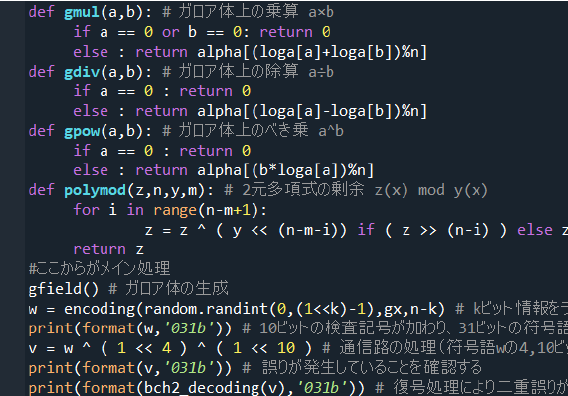 def gmul(a,b): # ガロア体上の乗算 a×b
if a == 0 or b == 0: return 0
else : return alpha[(loga[a]+loga[b])%n]
def gdiv(a,b): # ガロア体上の除算 a÷b
if a == 0 : return 0
else : return alpha[(loga[a]-loga[b])%n]
def gpow(a,b): # ガロア体上のべき乗 a^b
if a == 0 : return 0
else : return alpha[(b*loga[a])%n]
def polymod(z,n,y,m): # 2元多項式の剰余 z(x) mod y(x)
for i in range(n-m+1):
z = z ^ ( y << (n-m-i)) if ( z >> (n-i) ) else z
return z
#ここからがメイン処理
gfield() # ガロア体の生成
w = encoding(random.randint(0,(1<<k)-1),gx,n-k) # kビット情報を
print(format(w,'031b')) # 10ビットの検査記号が加わり、31ビットの符号語
v = w ^ ( 1 << 4 ) ^ ( 1 << 10 ) # 通信路の処理(符号語wの4,10ビ
print(format(v,'031b')) # 誤りが発生していることを確認する
print(format(bch2_decoding(v),'031b')) # 復号処理により二重誤りが